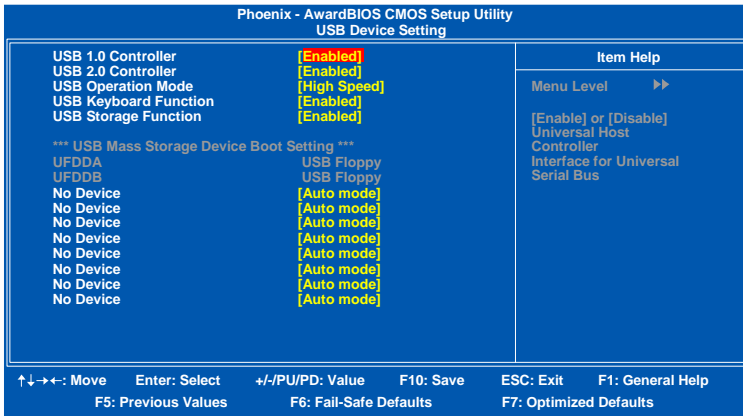 Phoenix - AwardBIOS CMOS Setup Utility
USB Device Setting
USB 1.0 Controller [Enabled]
USB 2.0 Controller [Enabled]
USB Operation Mode [High Speed]
USB Keyboard Function [Enabled]
USB Storage Function [Enabled]
*** USB Mass Storage Device Boot Setting ***
UFDDA USB Floppy
UFDDB USB Floppy
No Device [Auto mode]
No Device [Auto mode]
No Device [Auto mode]
No Device [Auto mode]
No Device [Auto mode]
No Device [Auto mode]
No Device [Auto mode]
No Device [Auto mode]
Item Help
Menu Level ▶▶
[Enable] or [Disable]
Universal Host
Controller
Interface for Universal
Serial Bus
↑↓→←: Move Enter: Select +/-/PU/PD: Value F10: Save ESC: Exit F1: General Help
F5: Previous Values F6: Fail-Safe Defaults F7: Optimized Defaults